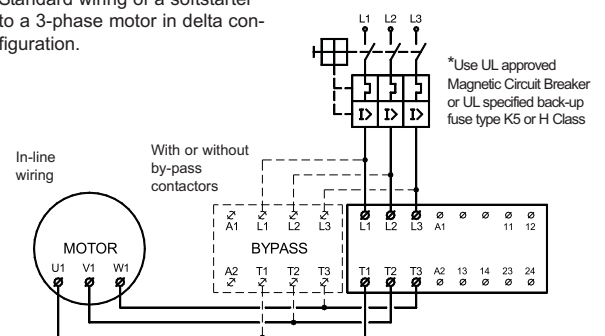 Standard wiring of a softstarter
to a 3-phase motor in delta con-
figuration.
L1 L2 L3
*Use UL approved
Magnetic Circuit Breaker
or UL specified back-up
fuse type K5 or H Class
I> I> I>
In-line
wiring
With or without
by-pass
contactors
A1 L1 L2 L3
L1 L2 L3 A1 11 12
MOTOR
BYPASS
U1 V1 W1
A2 T1 T2 T3
T1 T2 T3 A2 13 14 23 24